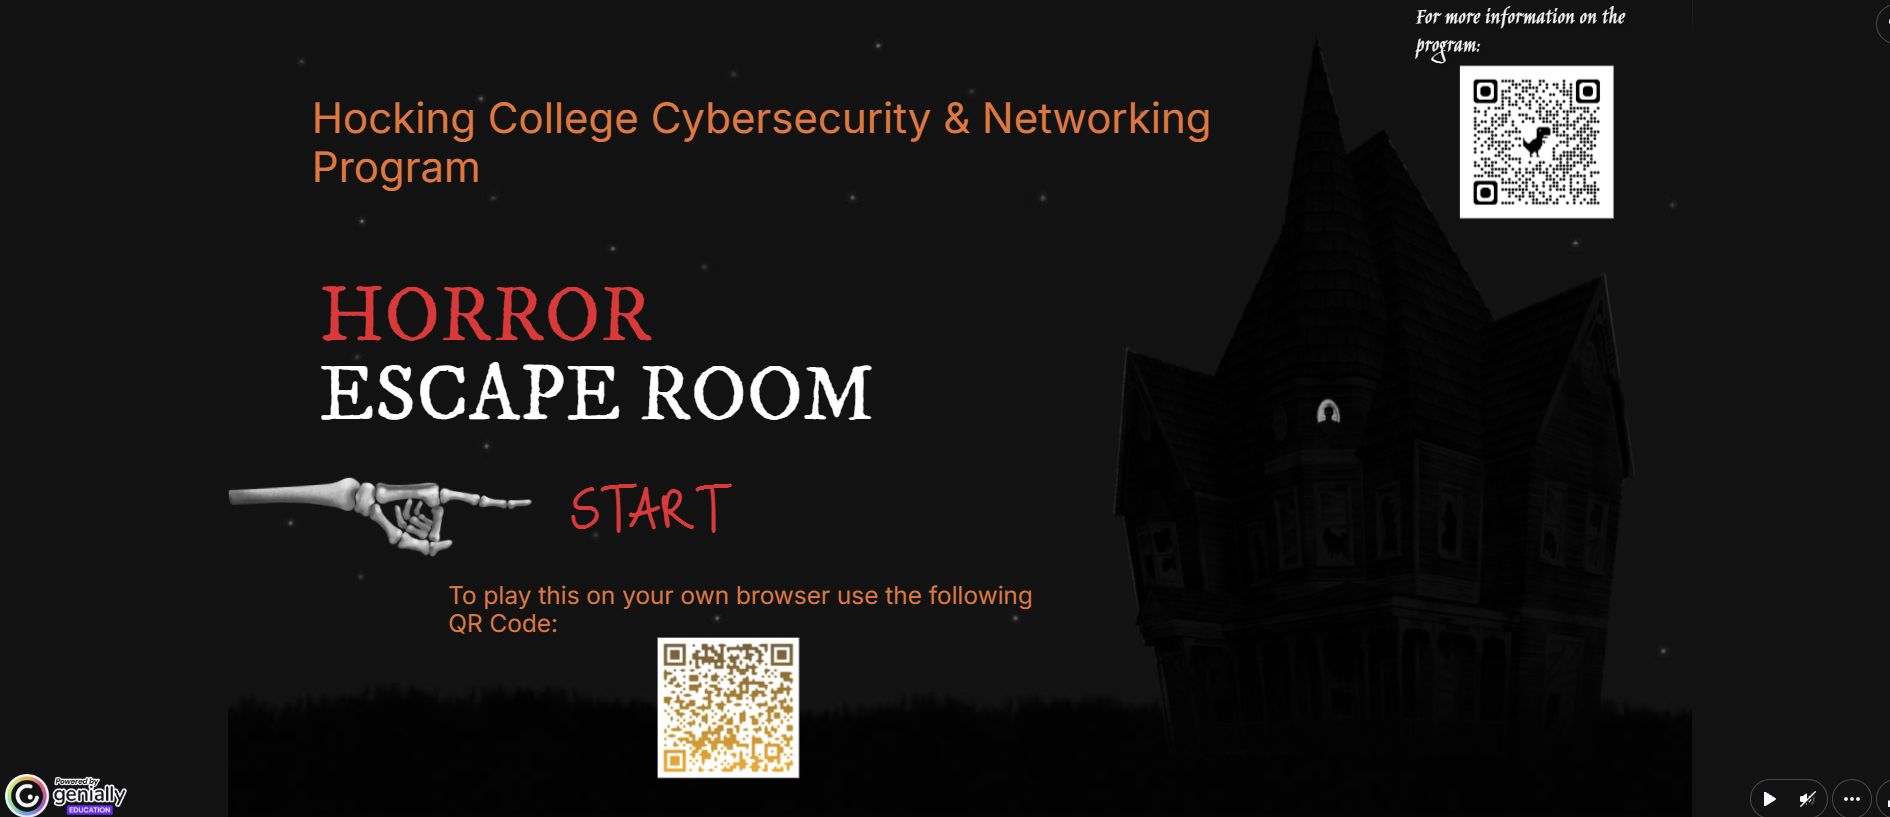 For more information on the
program:
Hocking College Cybersecurity & Networking
Program
HORROR
ESCAPE ROOM
START
To play this on your own browser use the following
QR Code:
Powered by
genially
EDUCATION